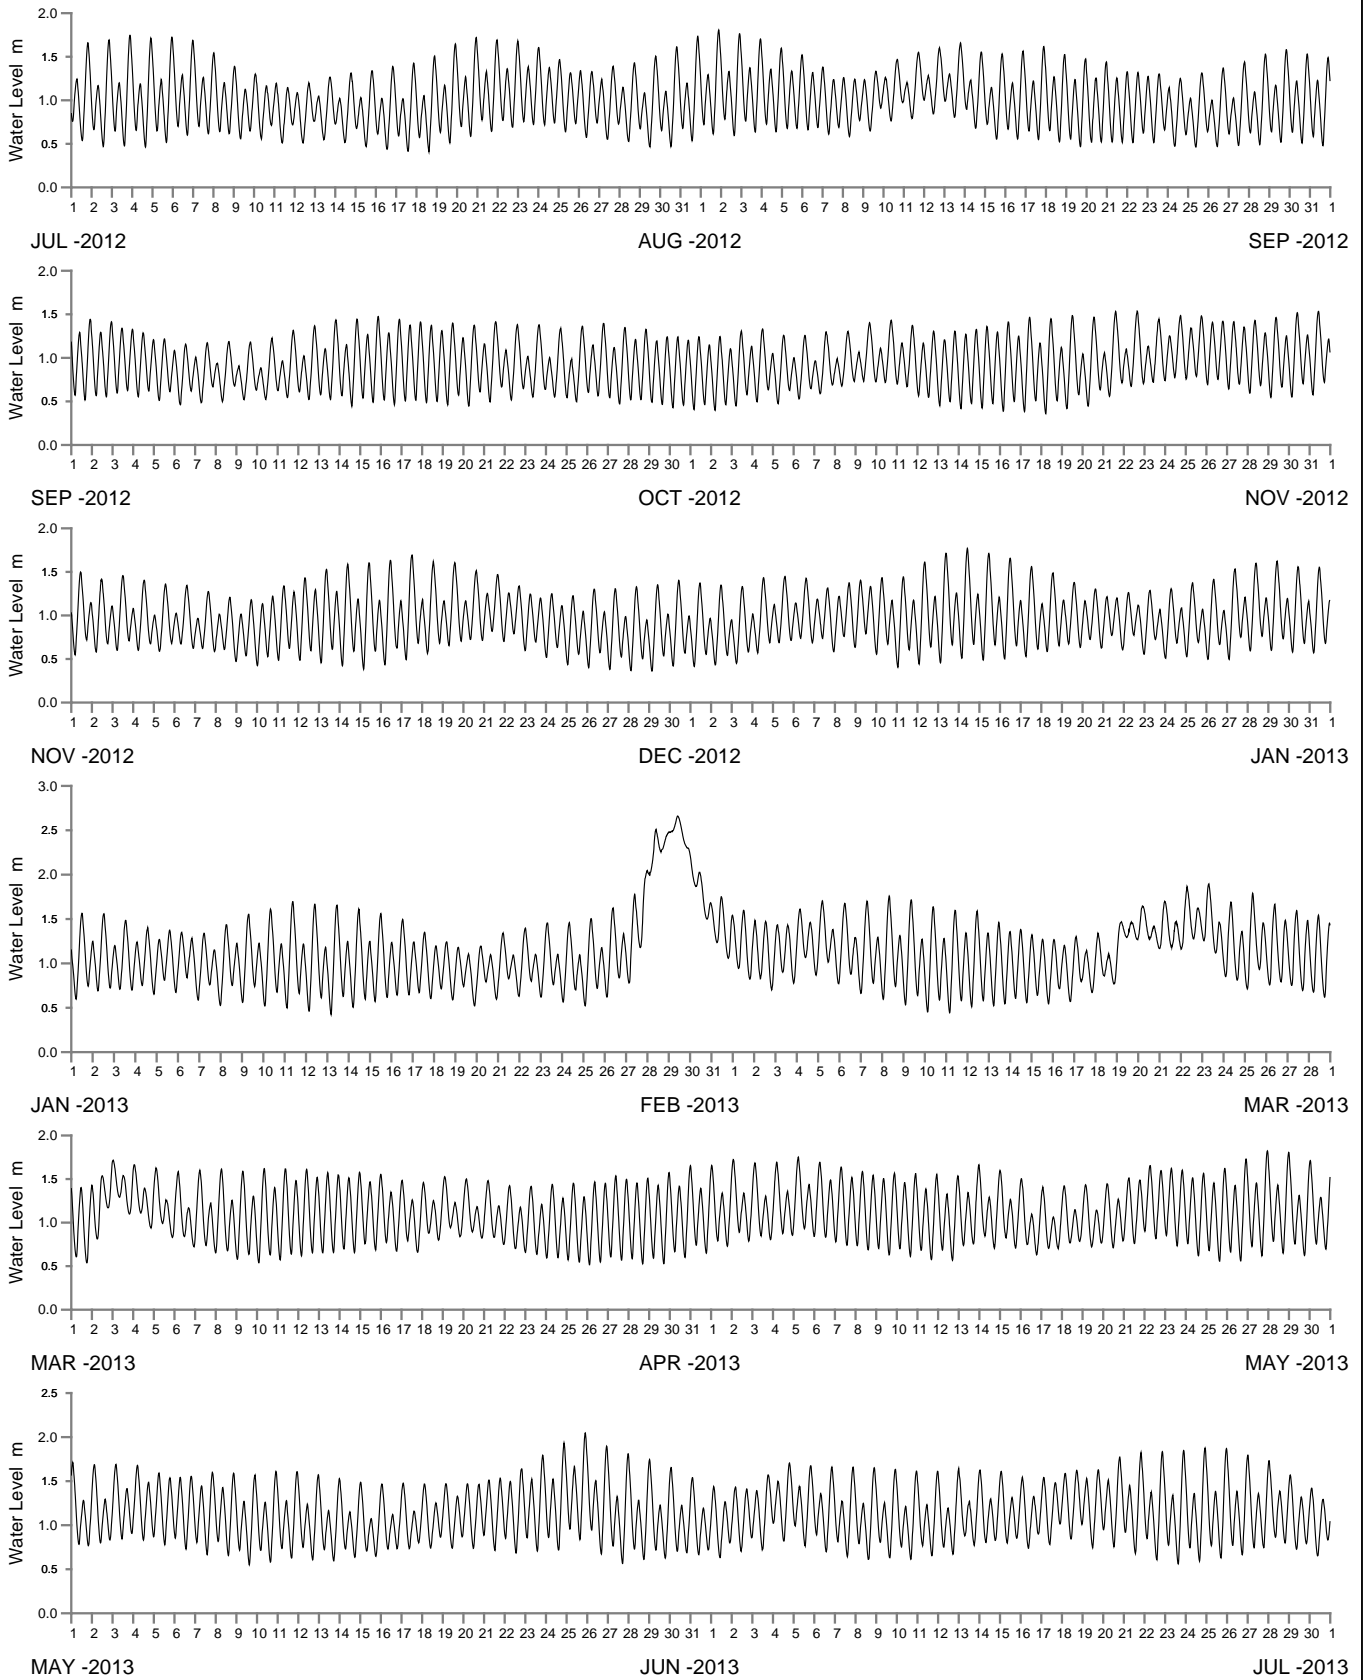 2.0
1.5
1.0
0.5
0.0
Water Level m
1 2 3 4 5 6 7 8 9 10 11 12 13 14 15 16 17 18 19 20 21 22 23 24 25 26 27 28 29 30 31 1 2 3 4 5 6 7 8 9 10 11 12 13 14 15 16 17 18 19 20 21 22 23 24 25 26 27 28 29 30 31 1
JUL -2012 AUG -2012 SEP -2012
2.0
1.5
1.0
0.5
0.0
Water Level m
1 2 3 4 5 6 7 8 9 10 11 12 13 14 15 16 17 18 19 20 21 22 23 24 25 26 27 28 29 30 1 2 3 4 5 6 7 8 9 10 11 12 13 14 15 16 17 18 19 20 21 22 23 24 25 26 27 28 29 30 31 1
SEP -2012 OCT -2012 NOV -2012
2.0
1.5
1.0
0.5
0.0
Water Level m
1 2 3 4 5 6 7 8 9 10 11 12 13 14 15 16 17 18 19 20 21 22 23 24 25 26 27 28 29 30 1 2 3 4 5 6 7 8 9 10 11 12 13 14 15 16 17 18 19 20 21 22 23 24 25 26 27 28 29 30 31 1
NOV -2012 DEC -2012 JAN -2013
3.0
2.5
2.0
1.5
1.0
0.5
0.0
Water Level m
1 2 3 4 5 6 7 8 9 10 11 12 13 14 15 16 17 18 19 20 21 22 23 24 25 26 27 28 29 30 31 1 2 3 4 5 6 7 8 9 10 11 12 13 14 15 16 17 18 19 20 21 22 23 24 25 26 27 28 1
JAN -2013 FEB -2013 MAR -2013
2.0
1.5
1.0
0.5
0.0
Water Level m
1 2 3 4 5 6 7 8 9 10 11 12 13 14 15 16 17 18 19 20 21 22 23 24 25 26 27 28 29 30 31 1 2 3 4 5 6 7 8 9 10 11 12 13 14 15 16 17 18 19 20 21 22 23 24 25 26 27 28 29 30 1
MAR -2013 APR -2013 MAY -2013
2.5
2.0
1.5
1.0
0.5
0.0
Water Level m
1 2 3 4 5 6 7 8 9 10 11 12 13 14 15 16 17 18 19 20 21 22 23 24 25 26 27 28 29 30 31 1 2 3 4 5 6 7 8 9 10 11 12 13 14 15 16 17 18 19 20 21 22 23 24 25 26 27 28 29 30 1
MAY -2013 JUN -2013 JUL -2013